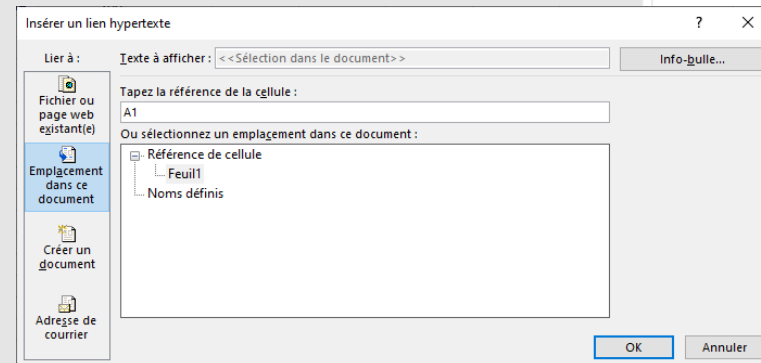 Insérer un lien hypertexte
? ×
Lier à :
Texte à afficher : <<Sélection dans le document>>
Info-bulle...
Fichier ou
page web
existant(e)
Emplacement
dans ce
document
Créer un
document
Adresse de
courrier
Tapez la référence de la cellule :
A1
Ou sélectionnez un emplacement dans ce document :
Référence de cellule
Feuil1
Noms définis
OK Annuler